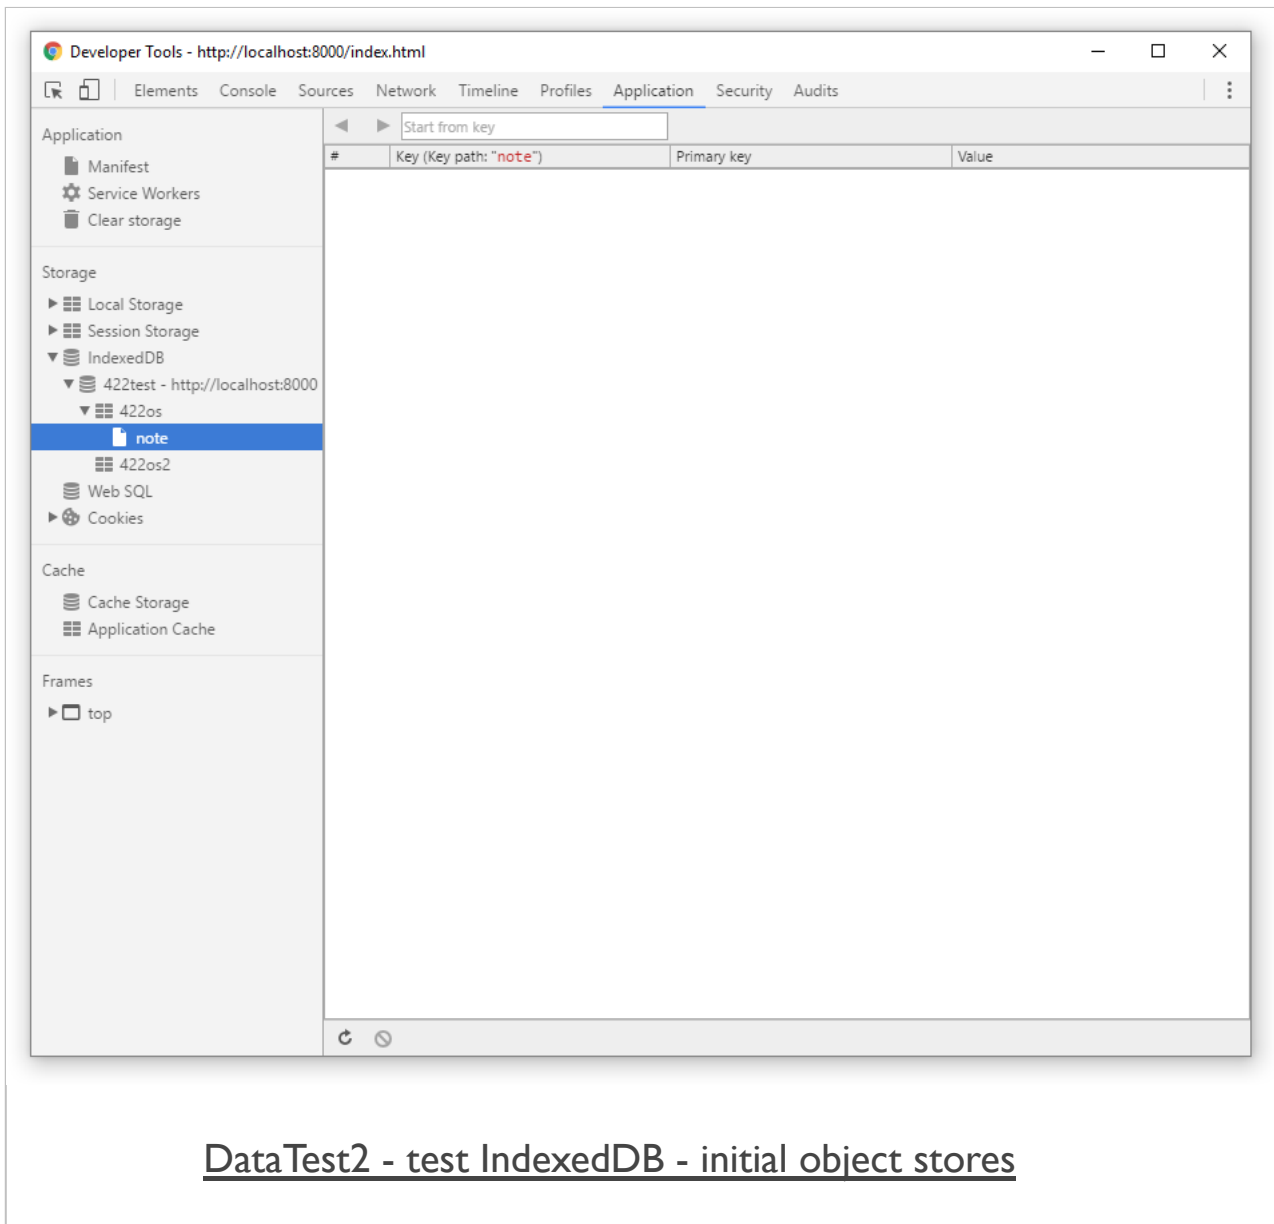 Developer Tools - http://localhost:8000/index.html
Elements Console Sources Network Timeline Profiles Application Security Audits
Application
Manifest
Service Workers
Clear storage
Storage
Local Storage
Session Storage
IndexedDB
422test - http://localhost:8000
422os
note
422os2
Web SQL
Cookies
Cache
Cache Storage
Application Cache
Frames
top
Start from key
# Key (Key path: "note") Primary key Value
DataTest2 - test IndexedDB - initial object stores